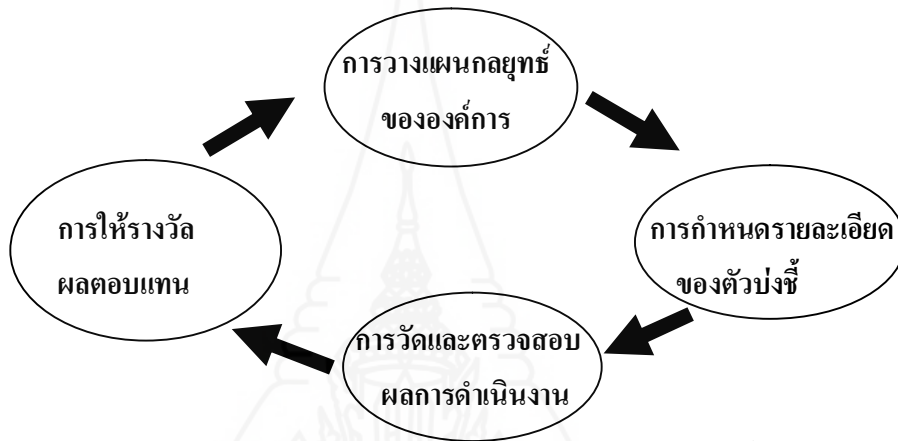 การวางแผนกลยุทธ์
ขององค์การ
การกำหนดรายละเอียด
ของตัวบ่งชี้
การวัดและตรวจสอบ
ผลการดำเนินงาน
การให้รางวัล
ผลตอบแทน